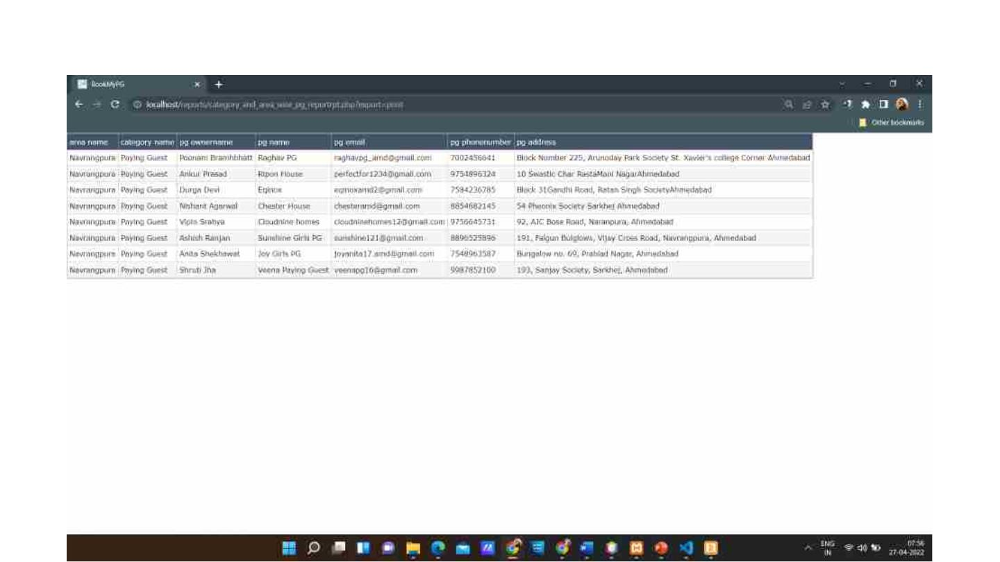 BookMyPG
localhost/reports/category_and_area_wise_pg_report/rpt.php?export=print
Other bookmarks
area name category name pg ownername pg name pg email pg phonenumber pg address
Navrangpura Paying Guest Poonam Bramhbhatt Raghav PG raghavpg_amd@gmail.com 7002456641 Block Number 225, Arunoday Park Society St. Xavier's college Corner Ahmedabad
Navrangpura Paying Guest Ankur Prasad Ripon House perfectfor1234@gmail.com 9754896324 10 Swastic Char RastaMani NagarAhmedabad
Navrangpura Paying Guest Durga Devi Eqinox eqinoxamd2@gmail.com 7584236785 Block 31Gandhi Road, Ratan Singh SocietyAhmedabad
Navrangpura Paying Guest Nishant Agarwal Chester House chesteramd@gmail.com 8854682145 54 Pheonix Society Sarkhej Ahmedabad
Navrangpura Paying Guest Vipin Srahya Cloudnine homes cloudninehomes12@gmail.com 9756645731 92, AJC Bose Road, Naranpura, Ahmedabad
Navrangpura Paying Guest Ashish Ranjan Sunshine Girls PG sunshine121@gmail.com 8896525896 191, Falgun Bulglows, Vijay Cross Road, Navrangpura, Ahmedabad
Navrangpura Paying Guest Anita Shekhawat Joy Girls PG joyanita17.amd@gmail.com 7548963587 Bungalow no. 69, Prahlad Nagar, Ahmedabad
Navrangpura Paying Guest Shruti Jha Veena Paying Guest veenapg16@gmail.com 9987852100 193, Sanjay Society, Sarkhej, Ahmedabad
ENG
IN
07:56
27-04-2022